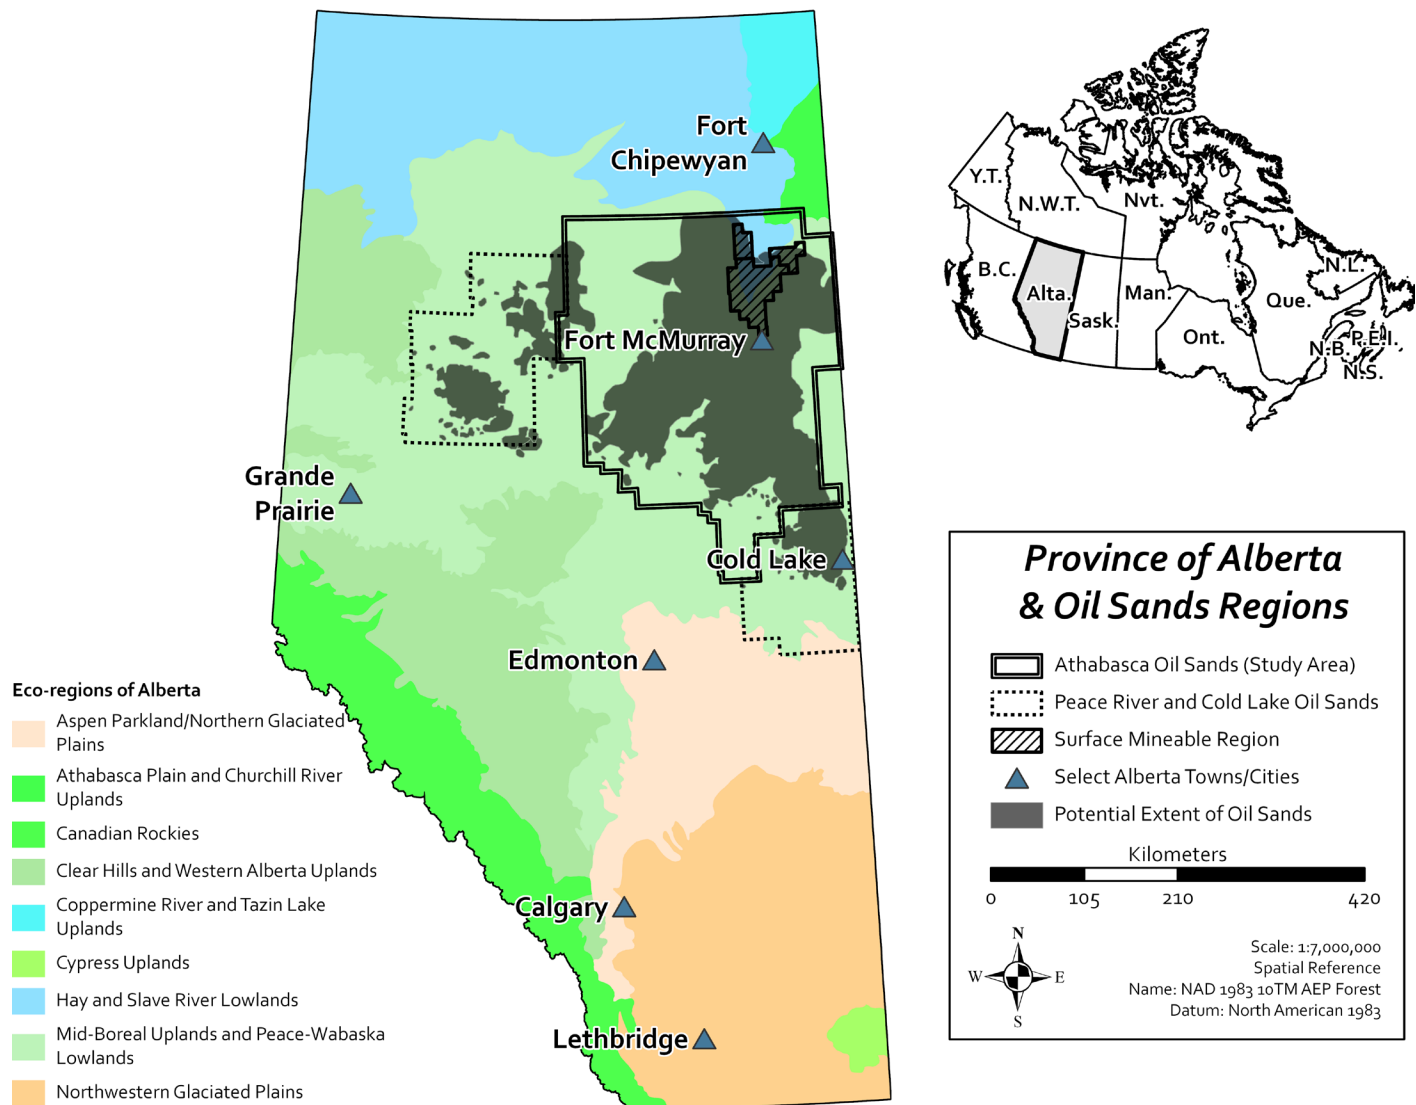 Fort
Chipewyan
Fort McMurray
Grande
Prairie
Cold Lake
Edmonton
Calgary
Lethbridge
Eco-regions of Alberta
Aspen Parkland/Northern Glaciated
Plains
Athabasca Plain and Churchill River
Uplands
Canadian Rockies
Clear Hills and Western Alberta Uplands
Coppermine River and Tazin Lake
Uplands
Cypress Uplands
Hay and Slave River Lowlands
Mid-Boreal Uplands and Peace-Wabaska
Lowlands
Northwestern Glaciated Plains
Y.T.
N.W.T.
Nvt.
B.C.
Alta.
Sask.
Man.
Ont.
Que.
N.L.
P.E.I.
N.B.
N.S.
Province of Alberta
& Oil Sands Regions
Athabasca Oil Sands (Study Area)
Peace River and Cold Lake Oil Sands
Surface Mineable Region
Select Alberta Towns/Cities
Potential Extent of Oil Sands
Kilometers
0 105 210 420
N
W E
S
Scale: 1:7,000,000
Spatial Reference
Name: NAD 1983 10TM AEP Forest
Datum: North American 1983